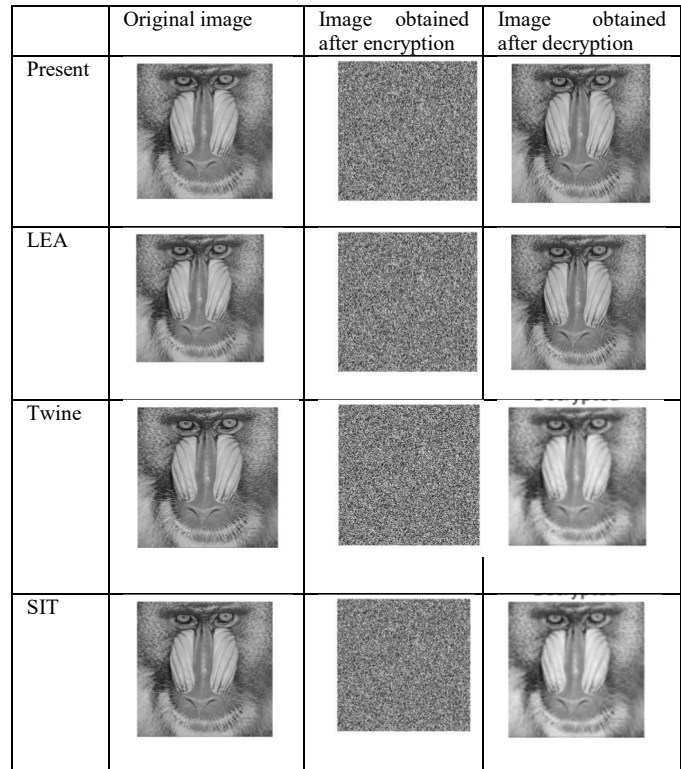 Original image
Image obtained
after encryption
Image obtained
after decryption
Present
LEA
Twine
SIT